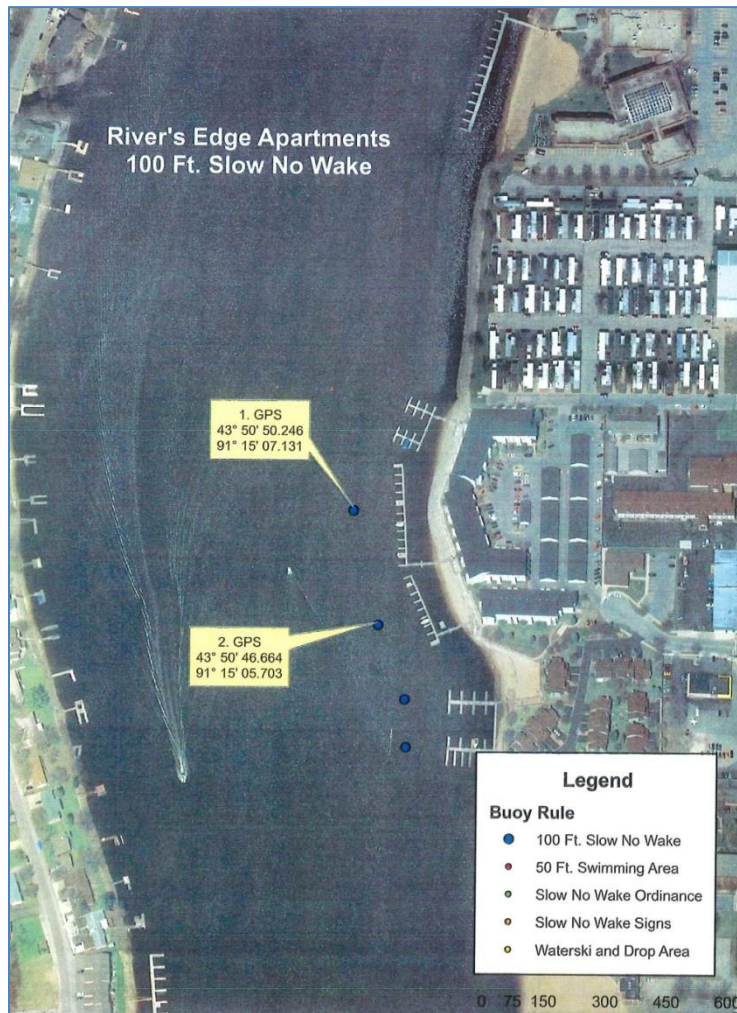 River's Edge Apartments
100 Ft. Slow No Wake
1. GPS
43° 50' 50.246
91° 15' 07.131
2. GPS
43° 50' 46.664
91° 15' 05.703
Legend
Buoy Rule
100 Ft. Slow No Wake
50 Ft. Swimming Area
Slow No Wake Ordinance
Slow No Wake Signs
Waterski and Drop Area
0 75 150 300 450 600